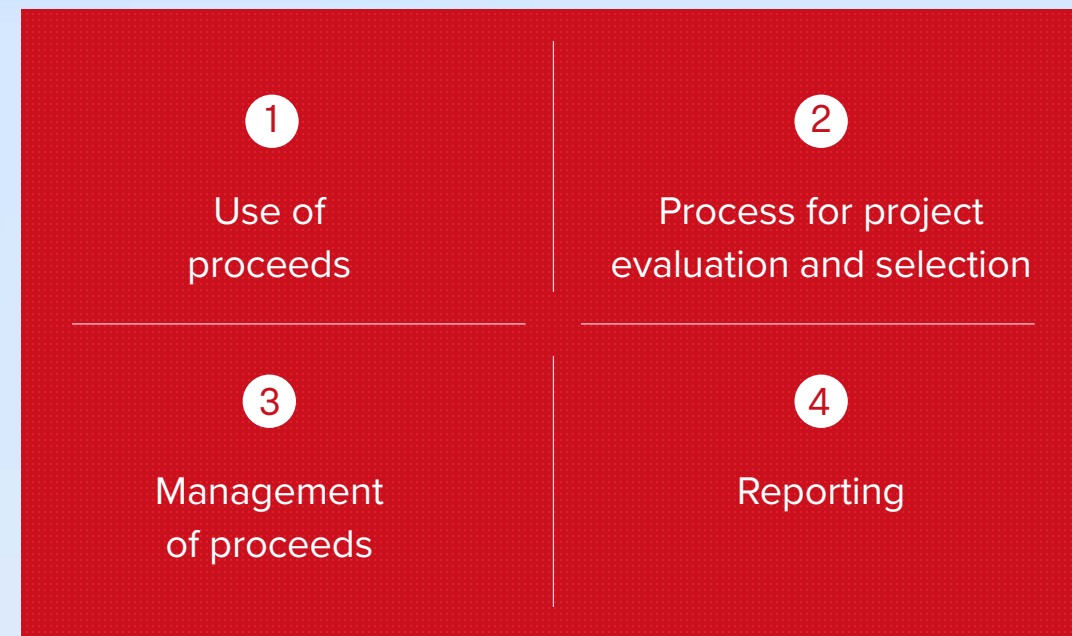 1
Use of
proceeds
2
Process for project
evaluation and selection
3
Management
of proceeds
4
Reporting